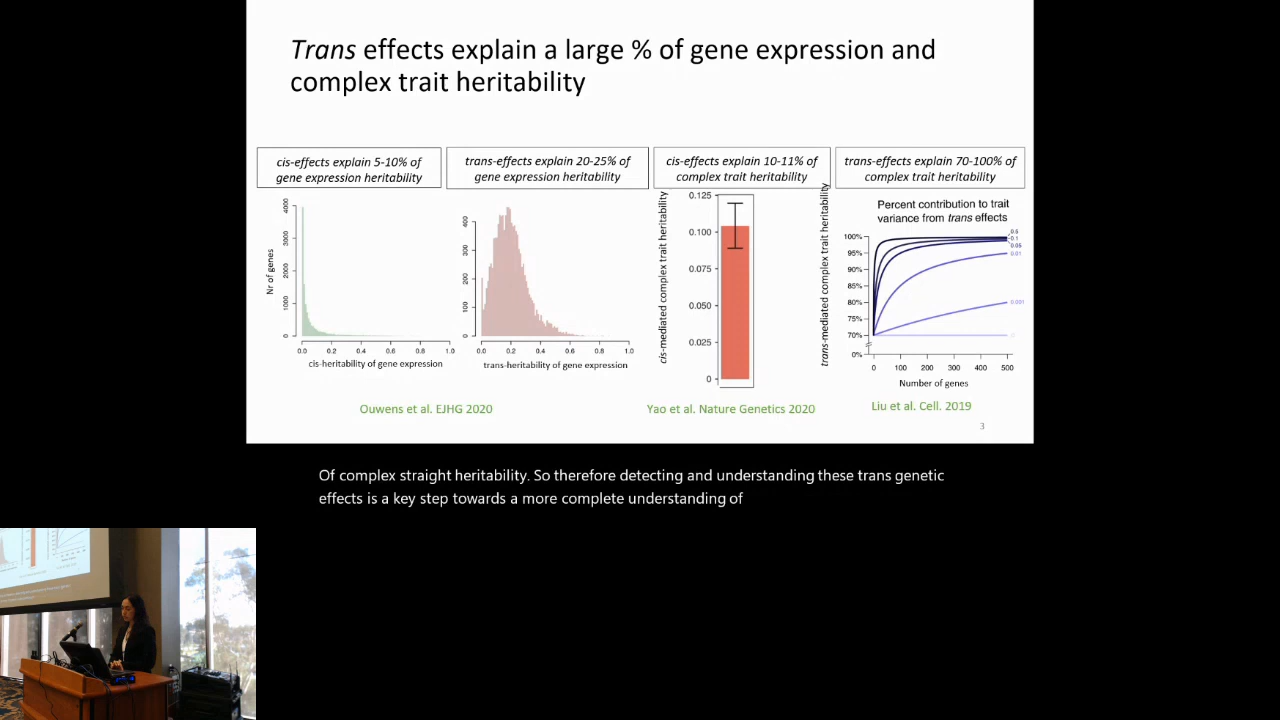 Trans effects explain a large % of gene expression and
complex trait heritability
cis-effects explain 5-10% of
gene expression heritability
trans-effects explain 20-25% of
gene expression heritability
cis-effects explain 10-11% of
complex trait heritability
trans-effects explain 70-100% of
complex trait heritability
Nr of genes
4000
3000
2000
1000
0
0.0 0.2 0.4 0.6 0.8 1.0
cis-heritability of gene expression
400
300
200
100
0
0.0 0.2 0.4 0.6 0.8 1.0
trans-heritability of gene expression
cis-mediated complex trait heritability
0.125
0.100
0.075
0.050
0.025
0
trans-mediated complex trait heritability
Percent contribution to trait
variance from trans effects
100%
95%
90%
85%
80%
75%
70%
0%
0.1
0.05
0.01
0.001
0 100 200 300 400 500
Number of genes
Ouwens et al. EJHG 2020
Yao et al. Nature Genetics 2020
Liu et al. Cell. 2019
3
Of complex straight heritability. So therefore detecting and understanding these trans genetic
effects is a key step towards a more complete understanding of